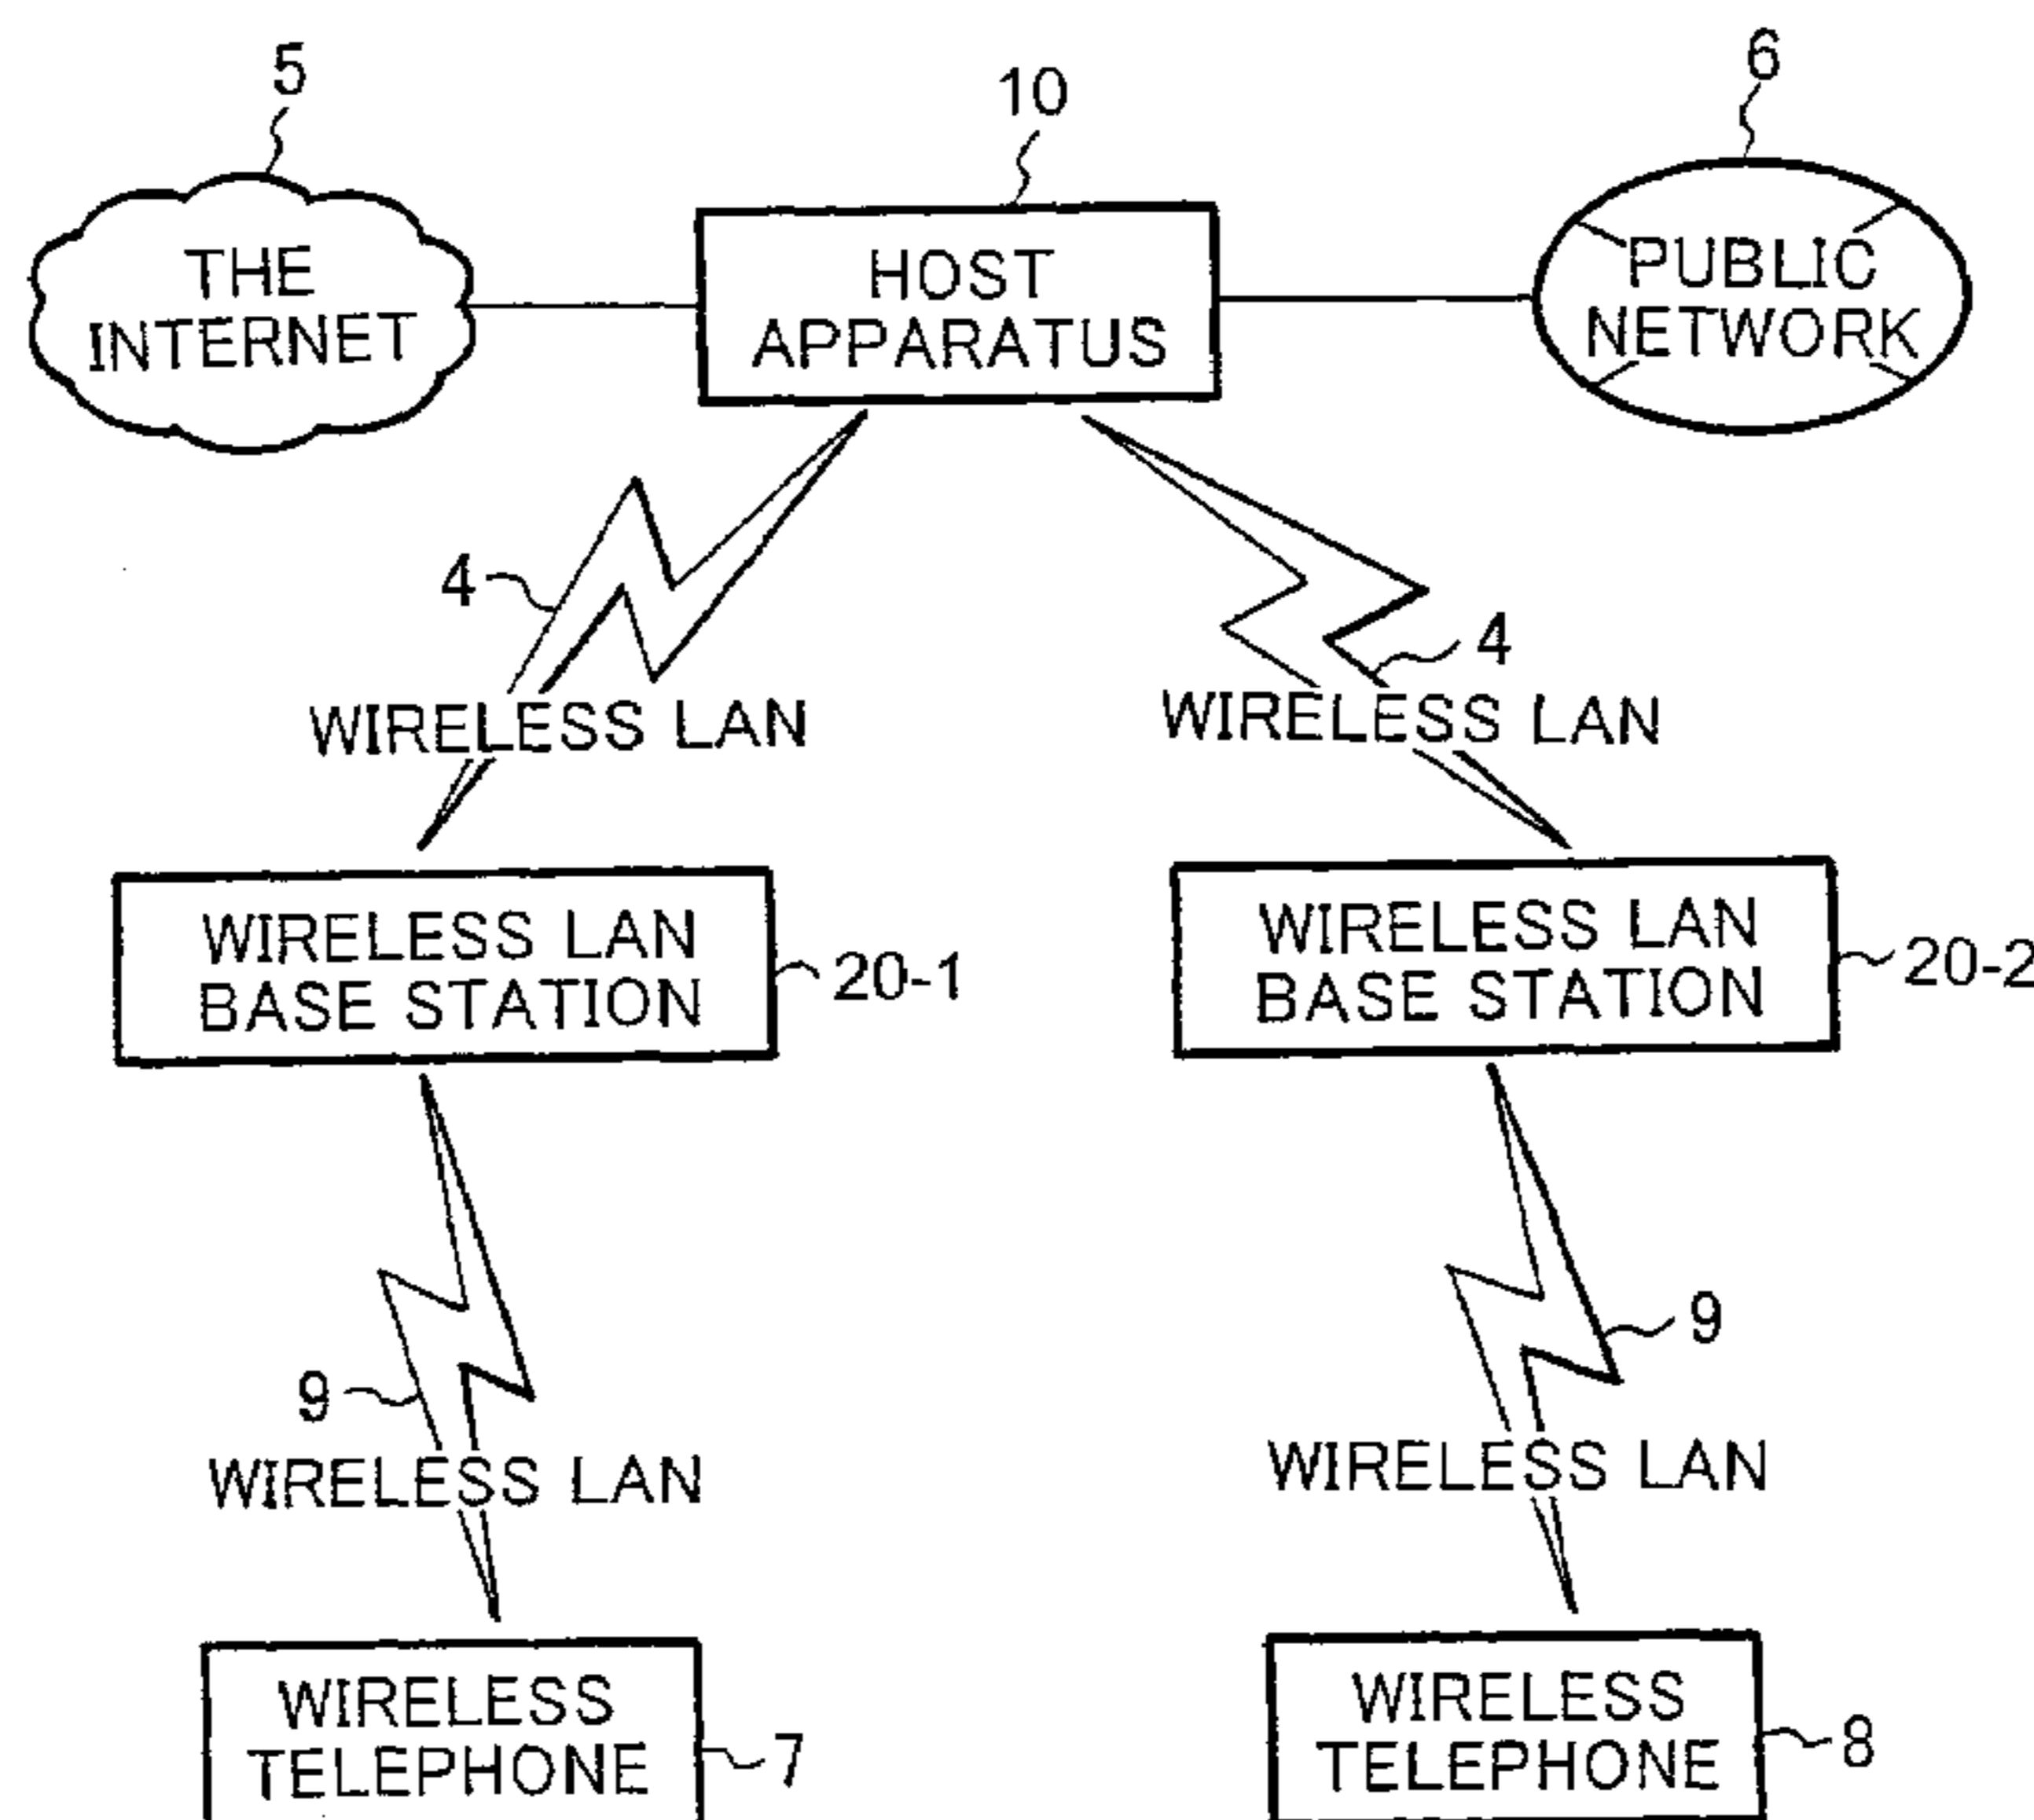 5
10
6
THE
INTERNET
HOST
APPARATUS
PUBLIC
NETWORK
4
4
WIRELESS LAN
WIRELESS LAN
WIRELESS LAN
BASE STATION
20-1
WIRELESS LAN
BASE STATION
20-2
9
9
WIRELESS LAN
WIRELESS LAN
WIRELESS
TELEPHONE
7
WIRELESS
TELEPHONE
8